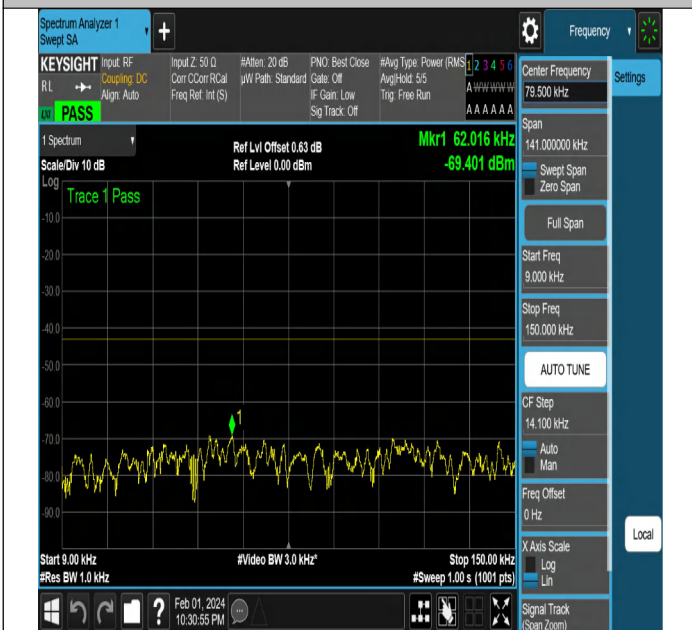 Spectrum Analyzer 1
Swept SA
Frequency
KEYSIGHT
RL
LXI PASS
Input: RF
Coupling: DC
Align: Auto
Input Z: 50 Ω
Corr CCorr RCal
Freq Ref: Int (S)
#Atten: 20 dB
µW Path: Standard
PNO: Best Close
Gate: Off
IF Gain: Low
Sig Track: Off
#Avg Type: Power (RMS
Avg|Hold: 5/5
Trig: Free Run
1 2 3 4 5 6
A W W W W W
A A A A A A
1 Spectrum
Scale/Div 10 dB
Ref Lvl Offset 0.63 dB
Ref Level 0.00 dBm
Mkr1 62.016 kHz
-69.401 dBm
Log
Trace 1 Pass
-10.0
-20.0
-30.0
-40.0
-50.0
-60.0
-70.0
-80.0
-90.0
1
Start 9.00 kHz
#Res BW 1.0 kHz
#Video BW 3.0 kHz*
Stop 150.00 kHz
#Sweep 1.00 s (1001 pts)
?
Feb 01, 2024
10:30:55 PM
Center Frequency
79.500 kHz
Settings
Span
141.000000 kHz
Swept Span
Zero Span
Full Span
Start Freq
9.000 kHz
Stop Freq
150.000 kHz
AUTO TUNE
CF Step
14.100 kHz
Auto
Man
Freq Offset
0 Hz
X Axis Scale
Log
Lin
Local
Signal Track
(Span Zoom)